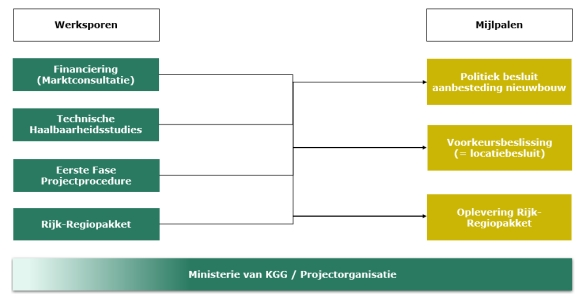 Werksporen
Mijlpalen
Financiering
(Marktconsultatie)
Politiek besluit
aanbesteding nieuwbouw
Technische
Haalbaarheidsstudies
Voorkeursbeslissing
(= locatiebesluit)
Eerste Fase
Projectprocedure
Rijk-Regiopakket
Oplevering Rijk-
Regiopakket
Ministerie van KGG / Projectorganisatie